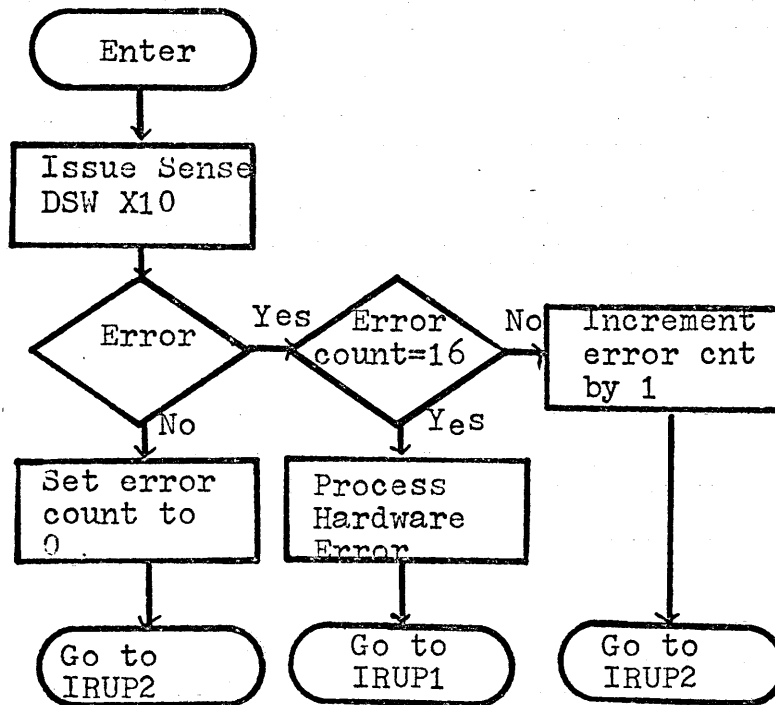 Enter
Issue Sense
DSW X10
Error
Yes
Error
count=16
No
Increment
error cnt
by 1
No
Yes
Set error
count to
0
Process
Hardware
Error
Go to
IRUP2
Go to
IRUP1
Go to
IRUP2